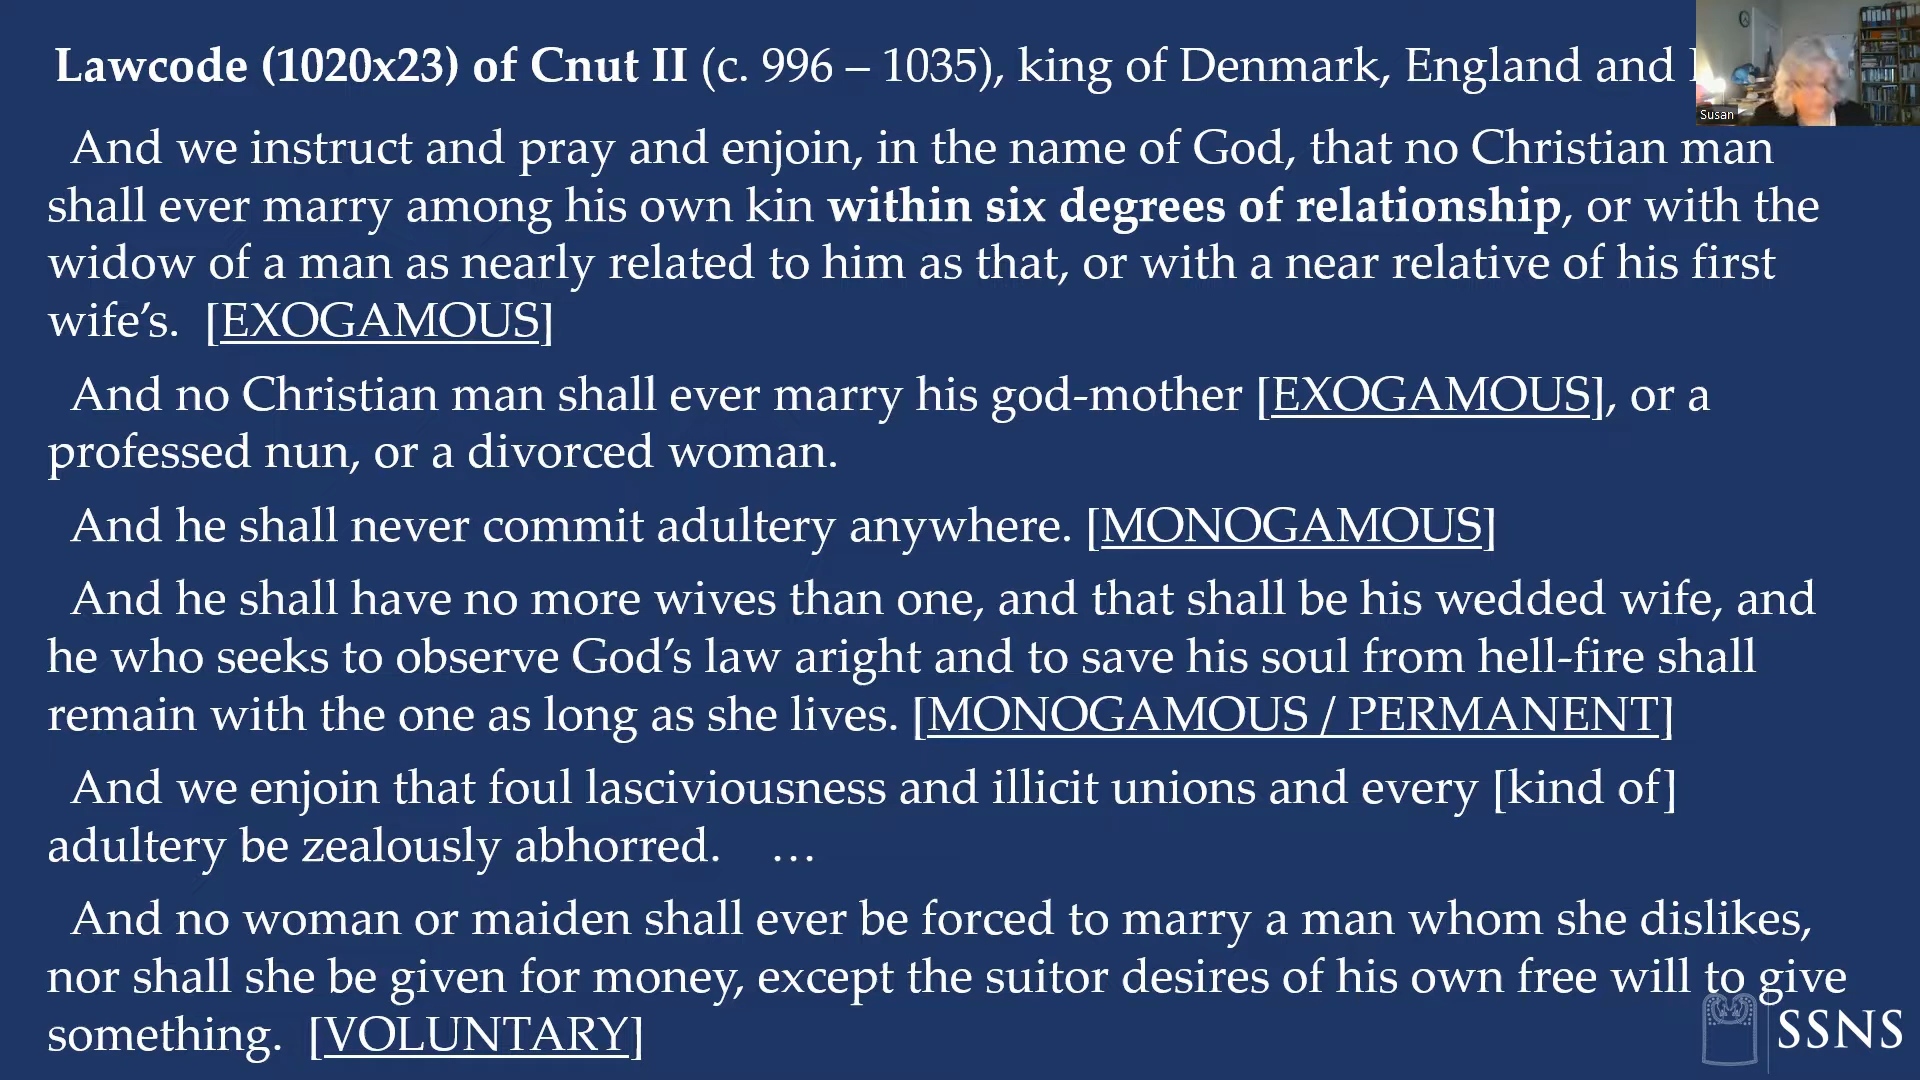 Lawcode (1020x23) of Cnut II (c. 996 – 1035), king of Denmark, England and
Susan
And we instruct and pray and enjoin, in the name of God, that no Christian man
shall ever marry among his own kin within six degrees of relationship, or with the
widow of a man as nearly related to him as that, or with a near relative of his first
wife’s. [EXOGAMOUS]
And no Christian man shall ever marry his god-mother [EXOGAMOUS], or a
professed nun, or a divorced woman.
And he shall never commit adultery anywhere. [MONOGAMOUS]
And he shall have no more wives than one, and that shall be his wedded wife, and
he who seeks to observe God’s law aright and to save his soul from hell-fire shall
remain with the one as long as she lives. [MONOGAMOUS / PERMANENT]
And we enjoin that foul lasciviousness and illicit unions and every [kind of]
adultery be zealously abhorred. …
And no woman or maiden shall ever be forced to marry a man whom she dislikes,
nor shall she be given for money, except the suitor desires of his own free will to give
something. [VOLUNTARY]
SSNS